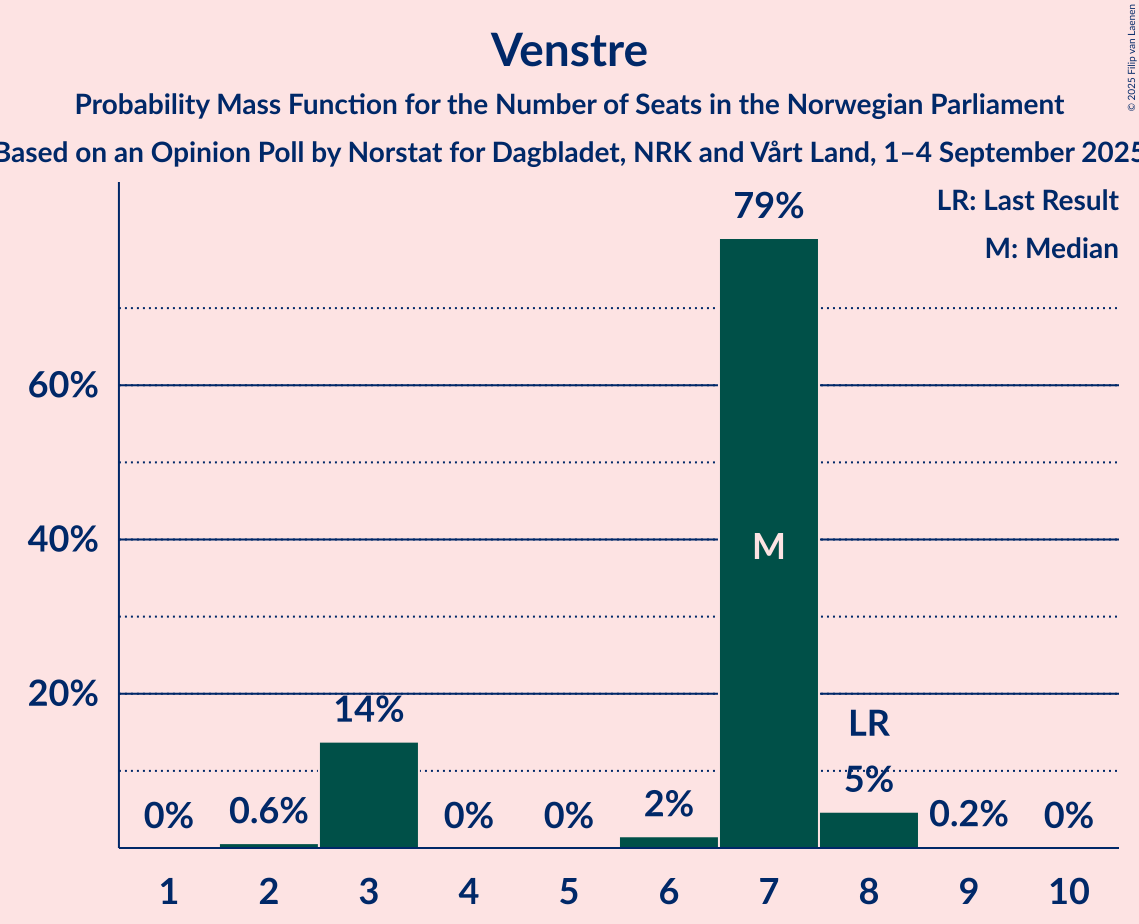 Venstre
Probability Mass Function for the Number of Seats in the Norwegian Parliament
Based on an Opinion Poll by Norstat for Dagbladet, NRK and Vårt Land, 1–4 September 2025
© 2025 Filip van Laenen
LR: Last Result
M: Median
79%
60%
40%
M
20%
14%
LR
5%
0%
0.6%
0%
0%
2%
0.2%
0%
1 2 3 4 5 6 7 8 9 10